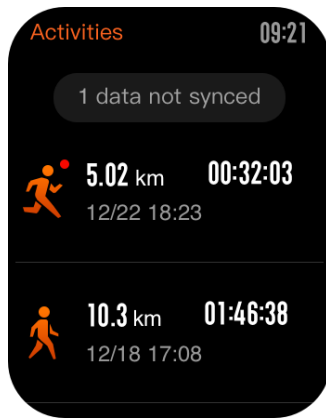 Activities 09:21
1 data not synced
5.02 km 00:32:03
12/22 18:23
10.3 km 01:46:38
12/18 17:08